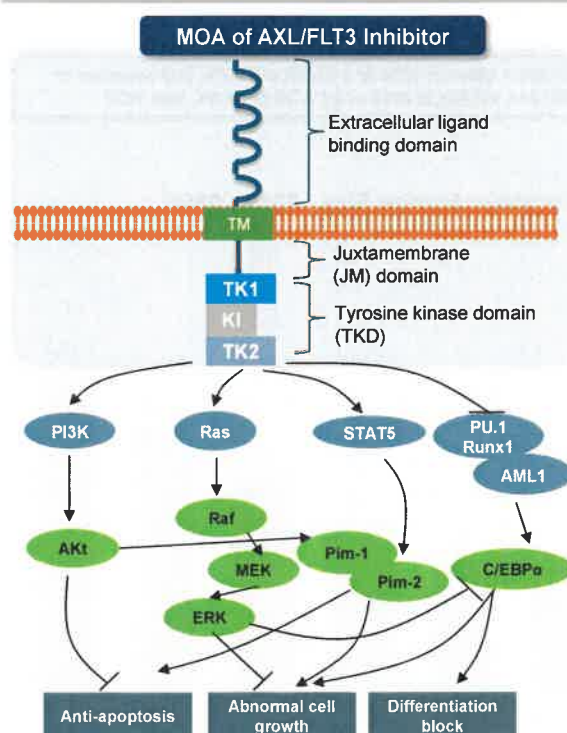 MOA of AXL/FLT3 Inhibitor
Extracellular ligand
binding domain
TM
Juxtamembrane
(JM) domain
TK1
KI
TK2
Tyrosine kinase domain
(TKD)
PI3K
Ras
STAT5
PU.1
Runx1
AML1
Raf
AKt
Pim-1
MEK
Pim-2
C/EBPα
ERK
Anti-apoptosis
Abnormal cell
growth
Differentiation
block